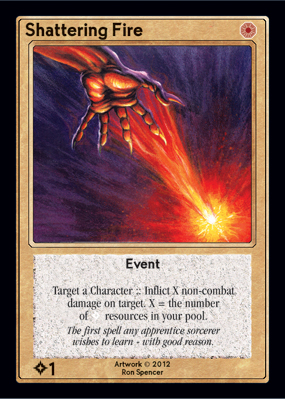 Shattering Fire
Event
Target a Character :: Inflict X non-combat
damage on target. X = the number
of resources in your pool.
The first spell any apprentice sorcerer
wishes to learn - with good reason.
Artwork © 2012
Ron Spencer
1